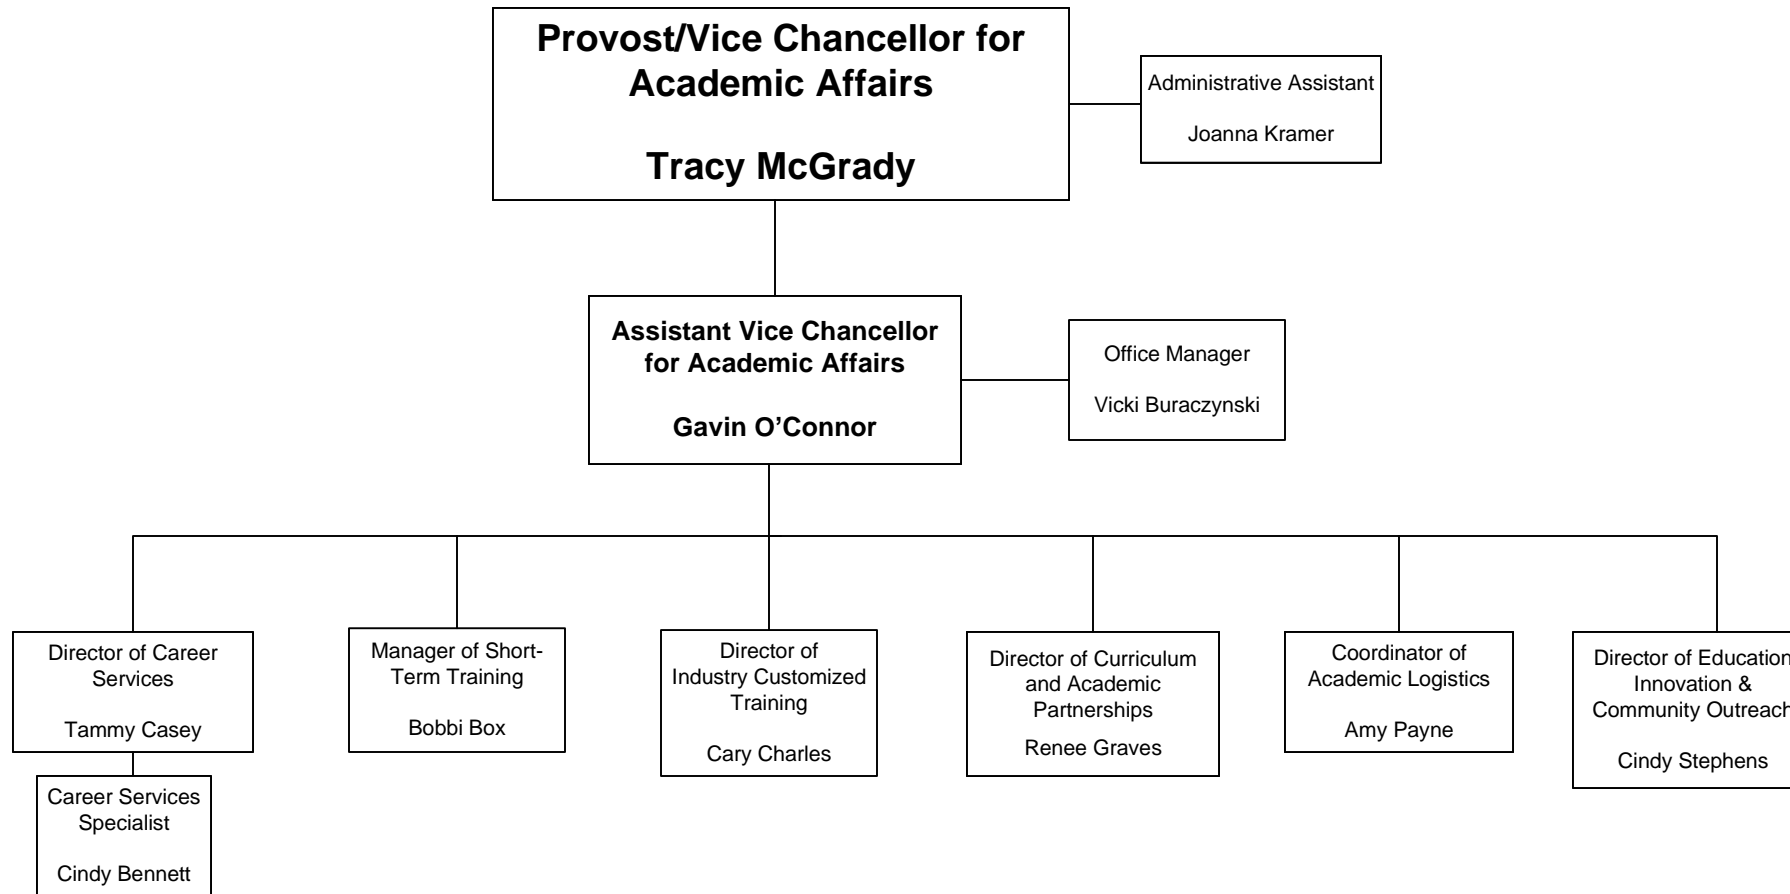 Provost/Vice Chancellor for
Academic Affairs
Tracy McGrady
Administrative Assistant
Joanna Kramer
Assistant Vice Chancellor
for Academic Affairs
Gavin O’Connor
Office Manager
Vicki Buraczynski
Director of Career
Services
Tammy Casey
Career Services
Specialist
Cindy Bennett
Manager of Short-
Term Training
Bobbi Box
Director of
Industry Customized
Training
Cary Charles
Director of Curriculum
and Academic
Partnerships
Renee Graves
Coordinator of
Academic Logistics
Amy Payne
Director of Education
Innovation &
Community Outreach
Cindy Stephens